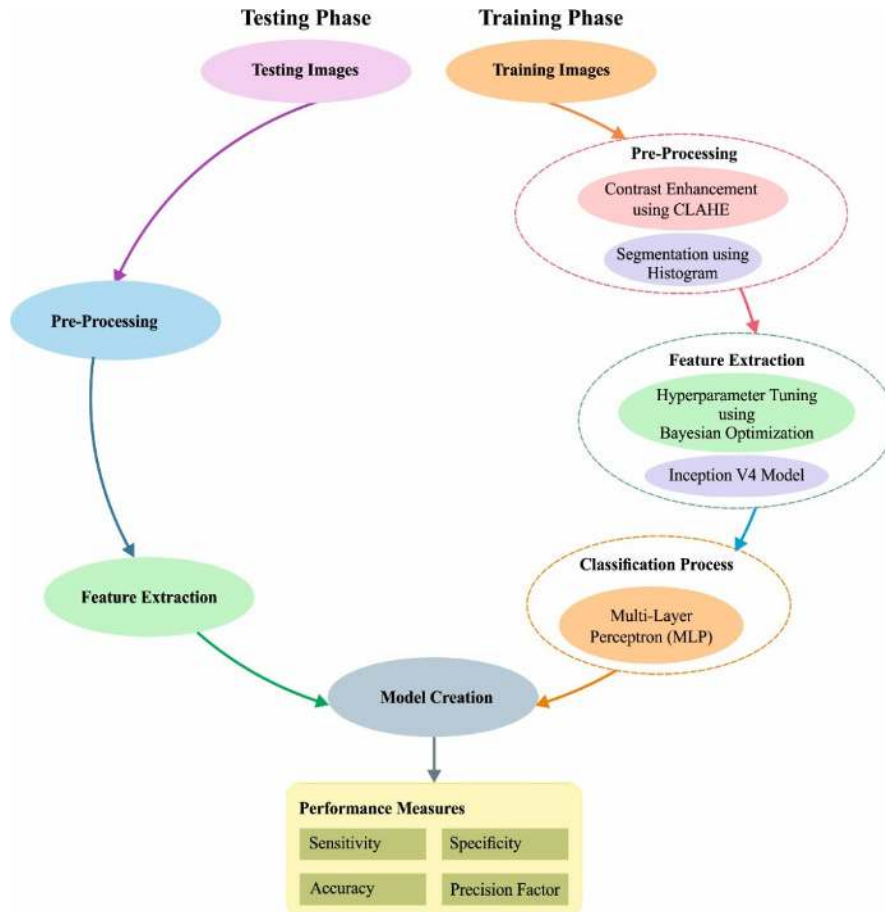 Testing Phase
Training Phase
Testing Images
Training Images
Pre-Processing
Contrast Enhancement
using CLAHE
Segmentation using
Histogram
Pre-Processing
Feature Extraction
Hyperparameter Tuning
using
Bayesian Optimization
Inception V4 Model
Feature Extraction
Classification Process
Multi-Layer
Perceptron (MLP)
Model Creation
Performance Measures
Sensitivity
Specificity
Accuracy
Precision Factor